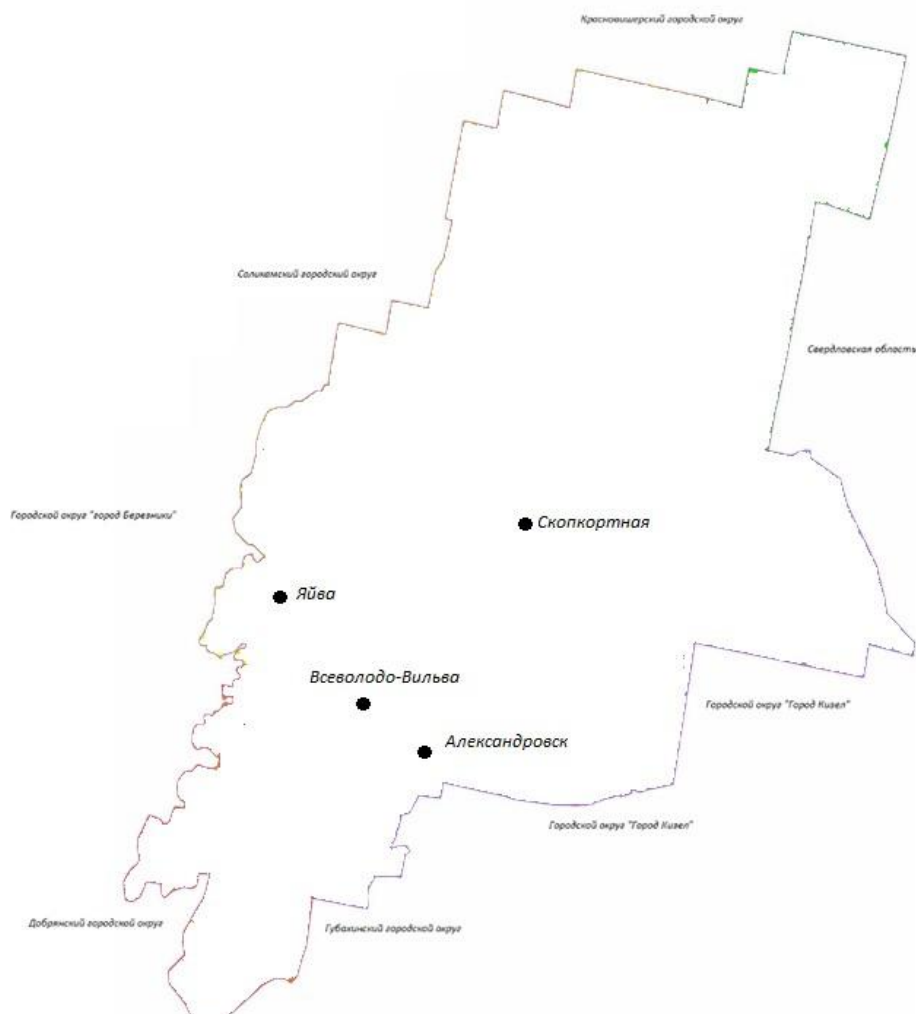 Красновишерский городской округ
Соликамский городский округ
Свердловская область
Городской округ "город Березники"
Скопкортная
Яйва
Всеволодо-Вильва
Городской округ "Город Кизел"
Александровск
Городской округ "Город Кизел"
Добрянский городской округ
Губахинский городской округ